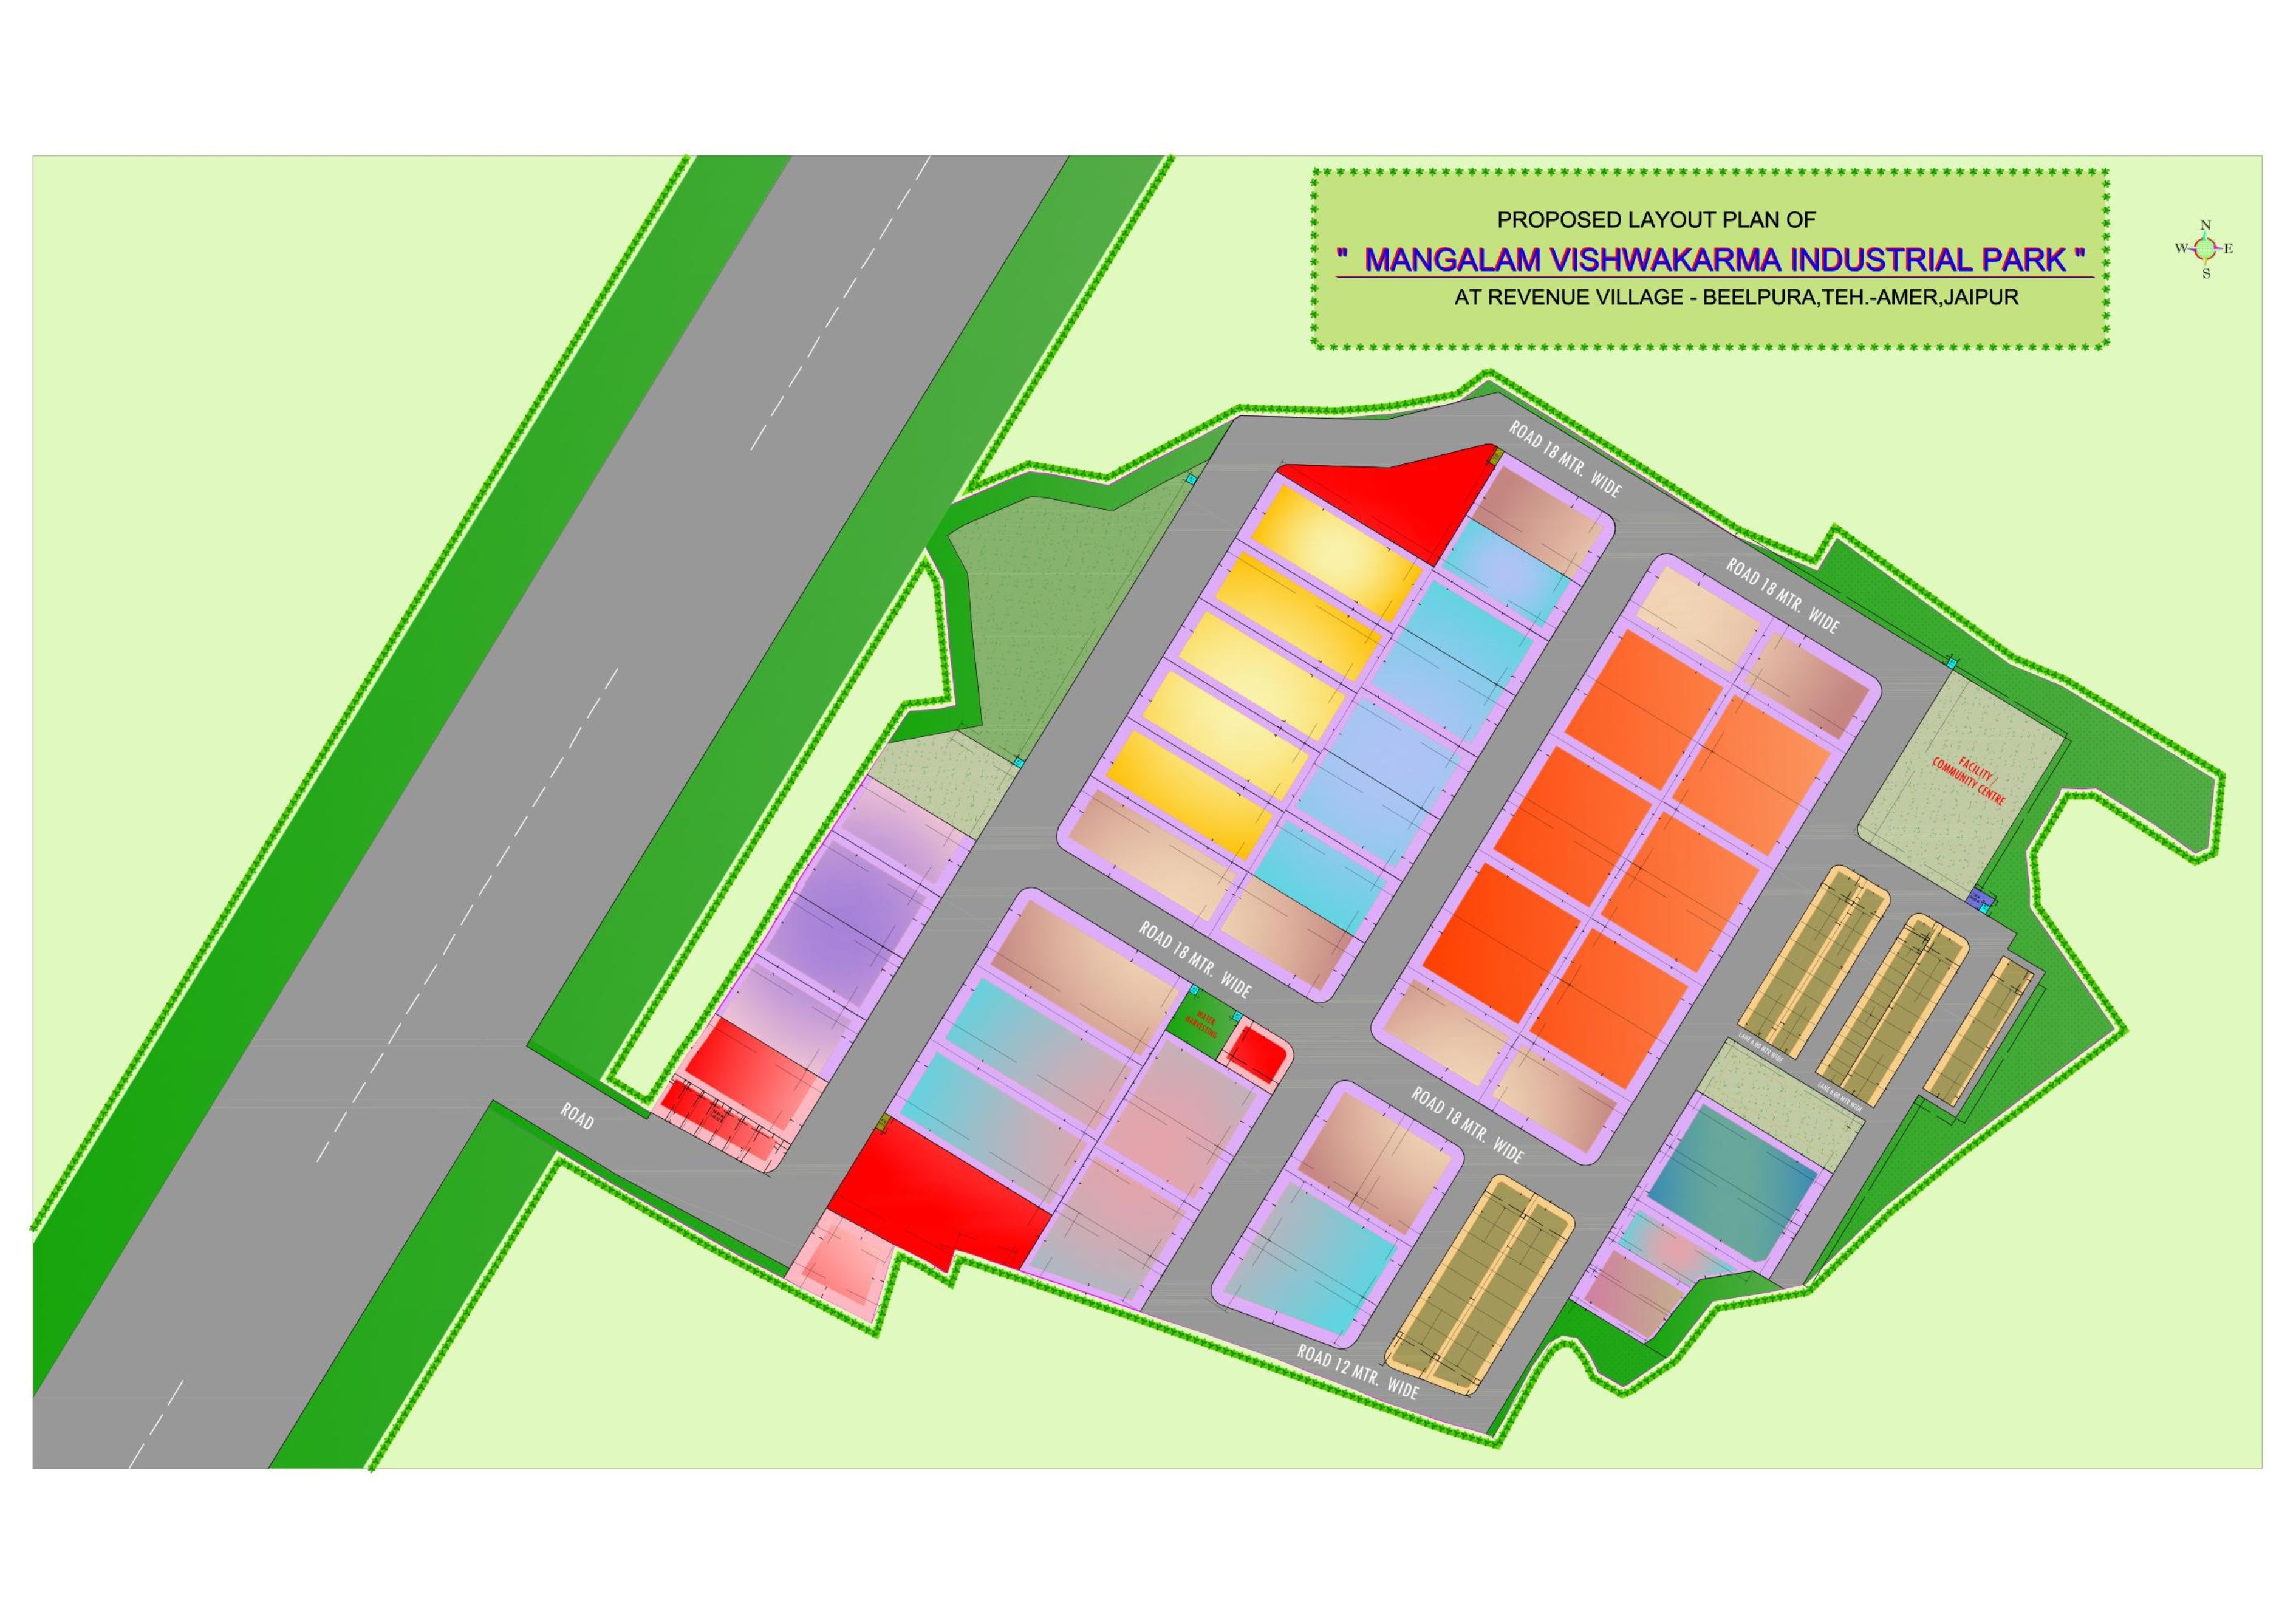 PROPOSED LAYOUT PLAN OF
" MANGALAM VISHWAKARMA INDUSTRIAL PARK "
AT REVENUE VILLAGE - BEELPURA,TEH.-AMER,JAIPUR
N
W E
S
ROAD 18 MTR. WIDE
ROAD 18 MTR. WIDE
FACILITY /
COMMUNITY CENTRE
ROAD 18 MTR. WIDE
WATER
HARVESTING
LANE 6.00 MTR WIDE
LANE 6.00 MTR WIDE
ROAD
ROAD 18 MTR. WIDE
ROAD 12 MTR. WIDE